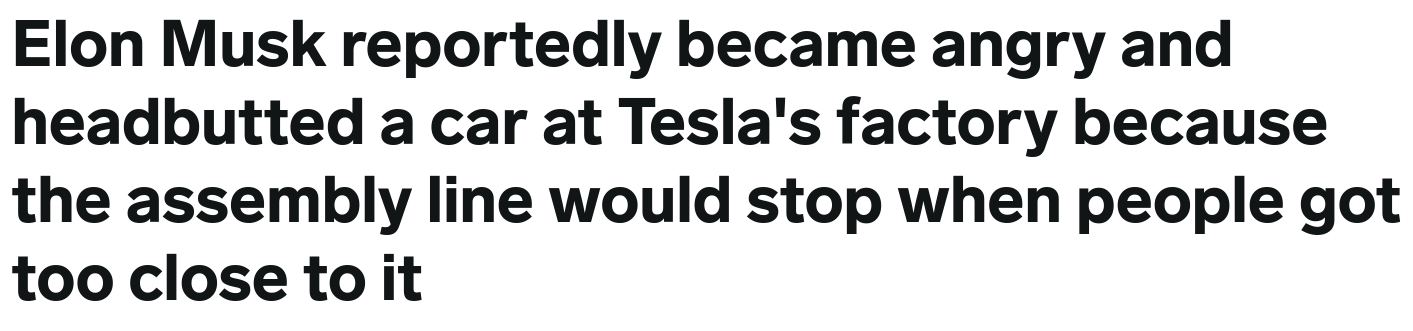 Elon Musk reportedly became angry and
headbutted a car at Tesla's factory because
the assembly line would stop when people got
too close to it